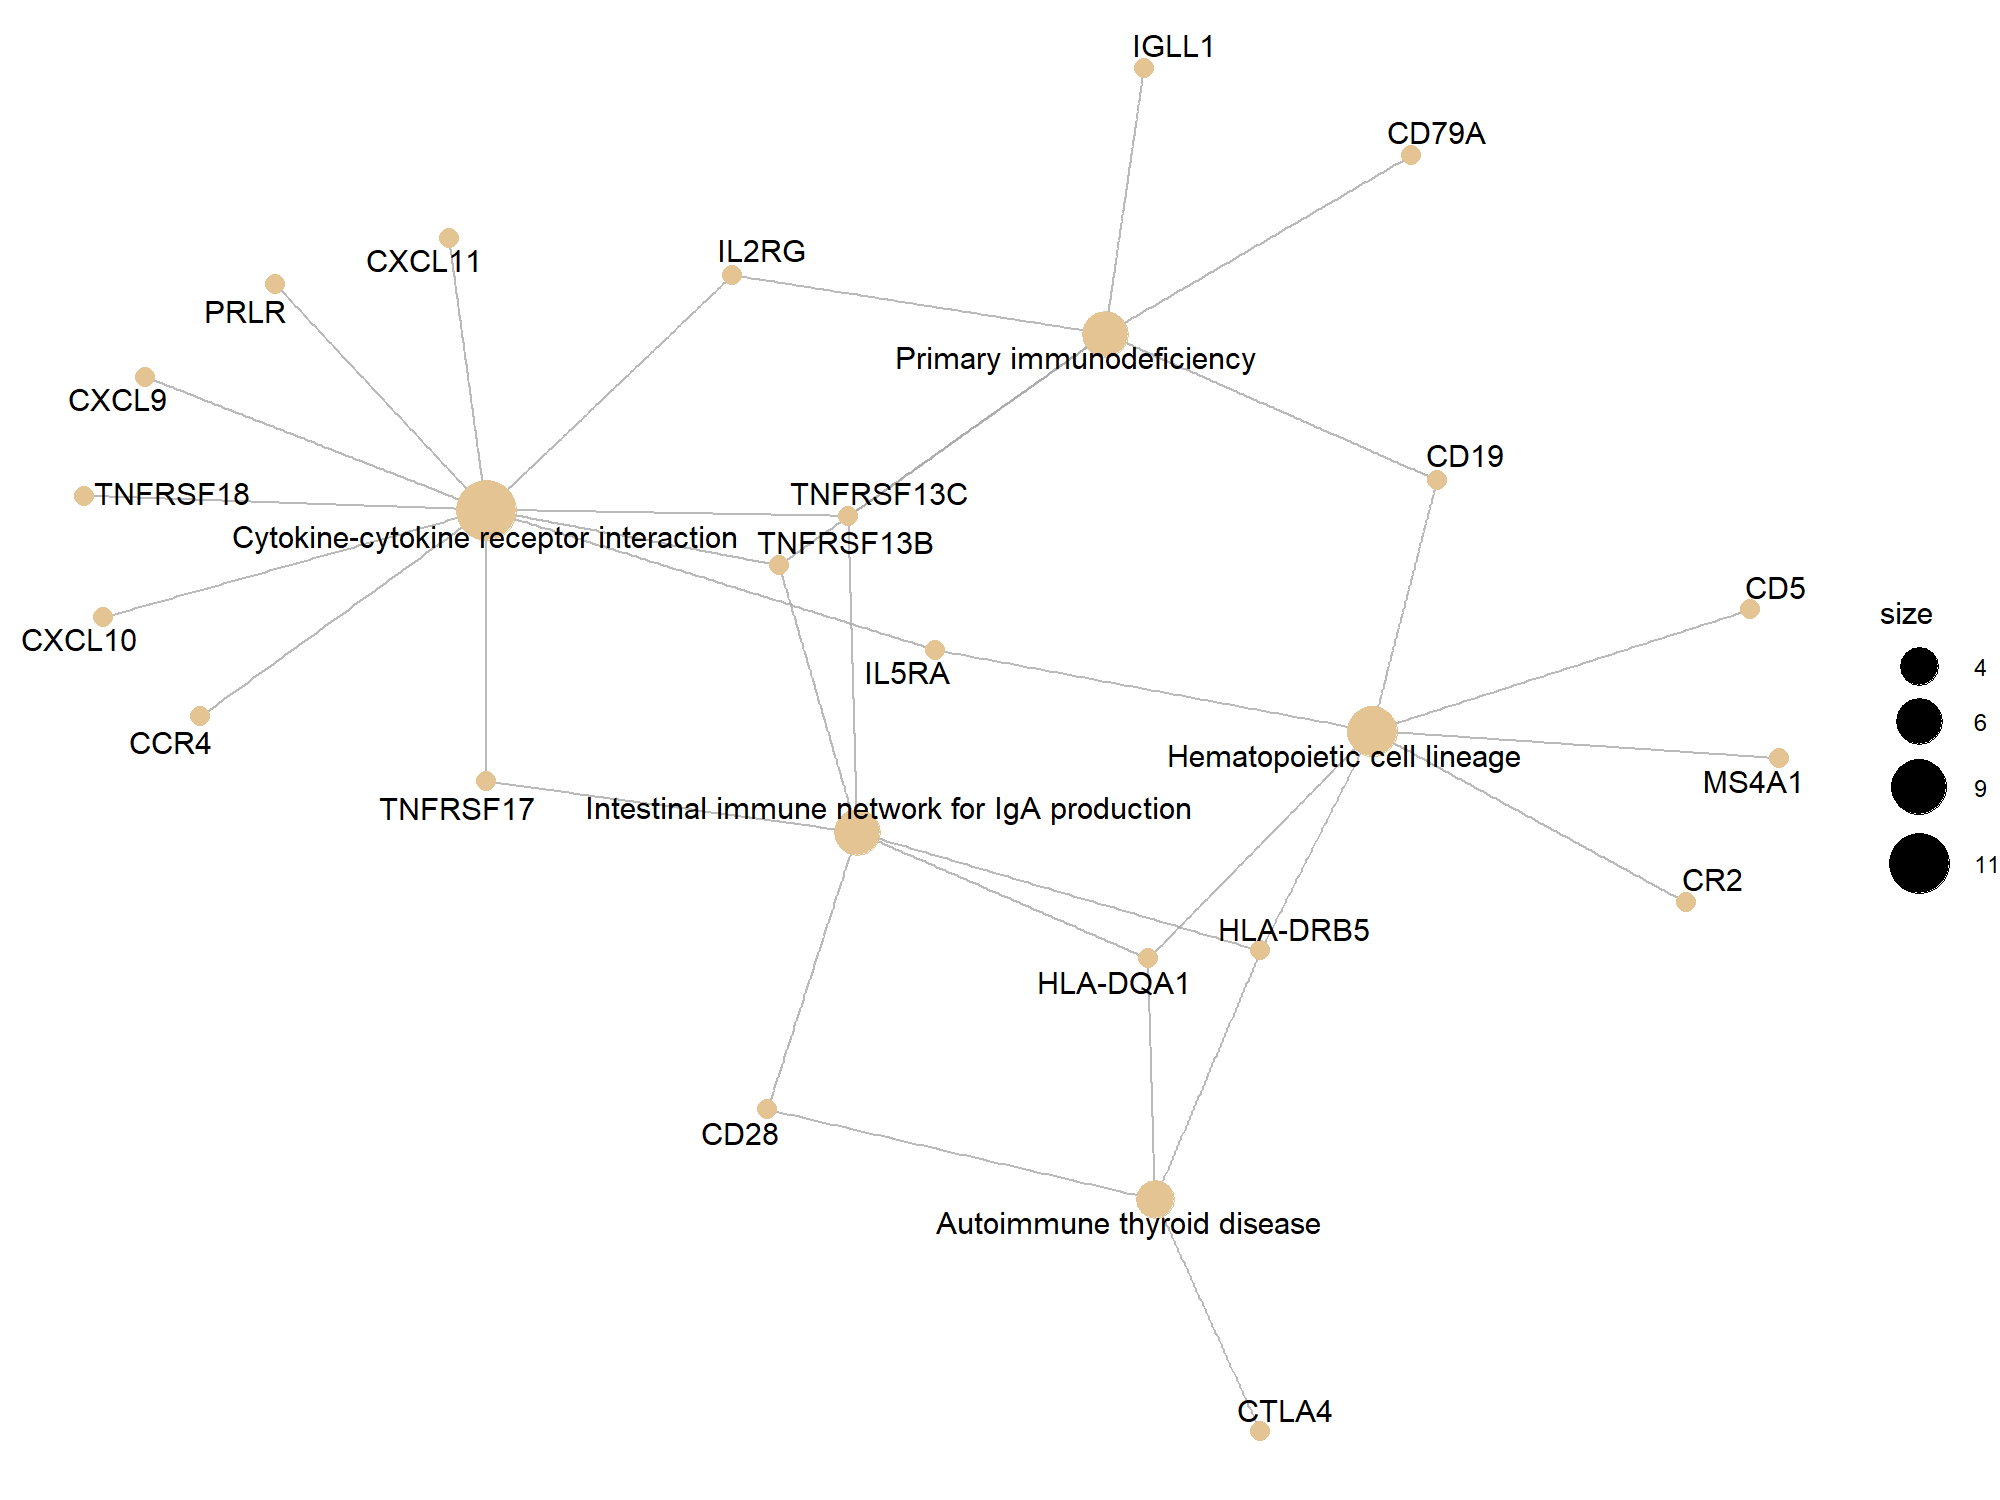 IGLL1
CD79A
IL2RG
CXCL11
PRLR
Primary immunodeficiency
CXCL9
CD19
TNFRSF18
TNFRSF13C
Cytokine-cytokine receptor interaction
TNFRSF13B
CD5
size
4
CXCL10
IL5RA
6
CCR4
Hematopoietic cell lineage
MS4A1
9
TNFRSF17
Intestinal immune network for IgA production
11
CR2
HLA-DRB5
HLA-DQA1
CD28
Autoimmune thyroid disease
CTLA4